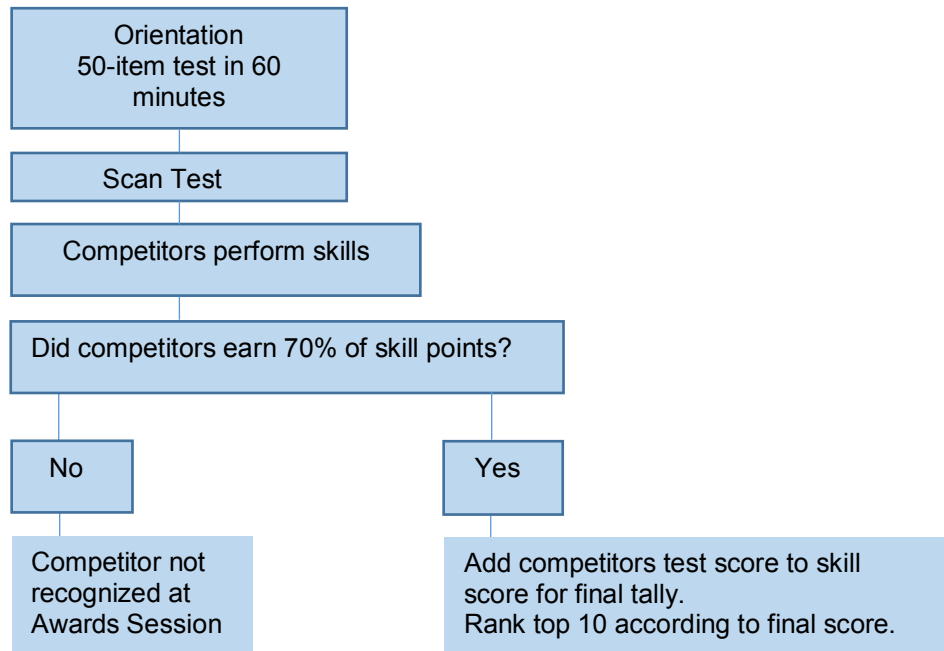 Orientation
50-item test in 60
minutes
Scan Test
Competitors perform skills
Did competitors earn 70% of skill points?
No
Yes
Competitor not
recognized at
Awards Session
Add competitors test score to skill
score for final tally.
Rank top 10 according to final score.